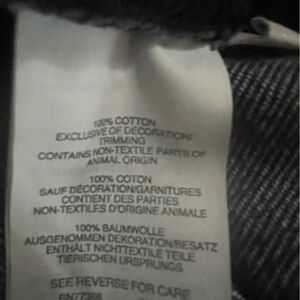 100% COTTON
EXCLUSIVE OF DECORATION/
TRIMMING
CONTAINS NON-TEXTILE PARTS OF
ANIMAL ORIGIN
100% COTON
SAUF DÉCORATION/GARNITURES
CONTIENT DES PARTIES
NON-TEXTILES D'ORIGINE ANIMALE
100% BAUMWOLLE
AUSGENOMMEN DEKORATION/BESATZ
ENTHÄLT NICHTTEXTILE TEILE
TIERISCHEN URSPRUNGS
SEE REVERSE FOR CARE